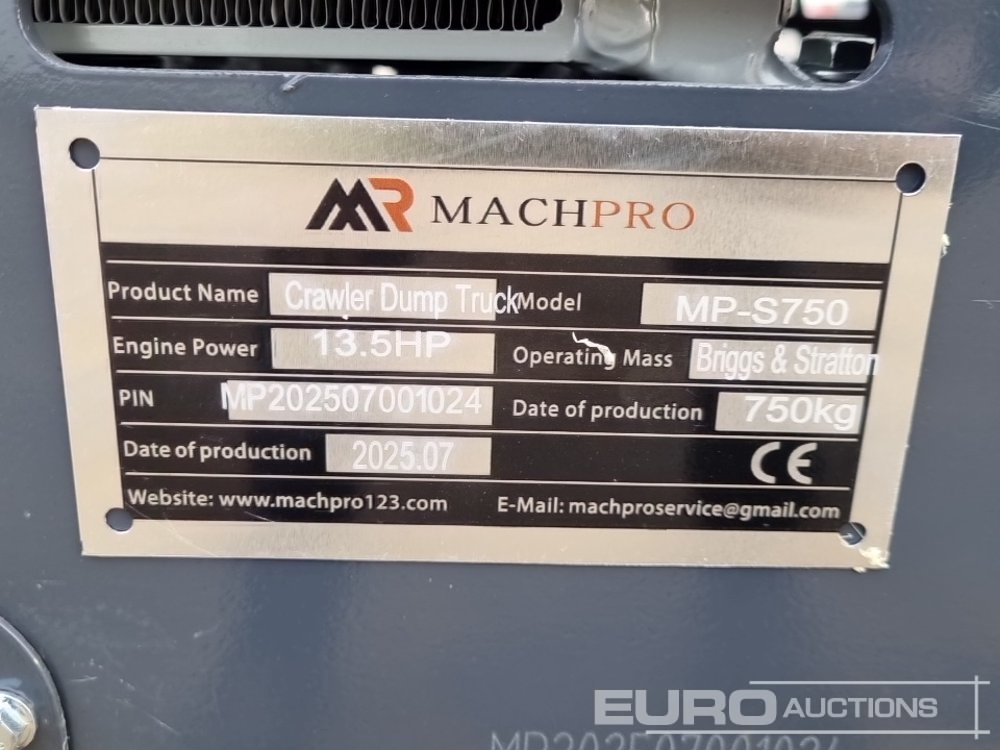 MR MACHPRO
Product Name Crawler Dump Truck Model MP-S750
Engine Power 13.5HP Operating Mass Briggs & Stratton
PIN MP202507001024 Date of production 750kg
Date of production 2025.07 CE
Website: www.machpro123.com E-Mail: machproservice@gmail.com
EURO AUCTIONS
MP202507001024